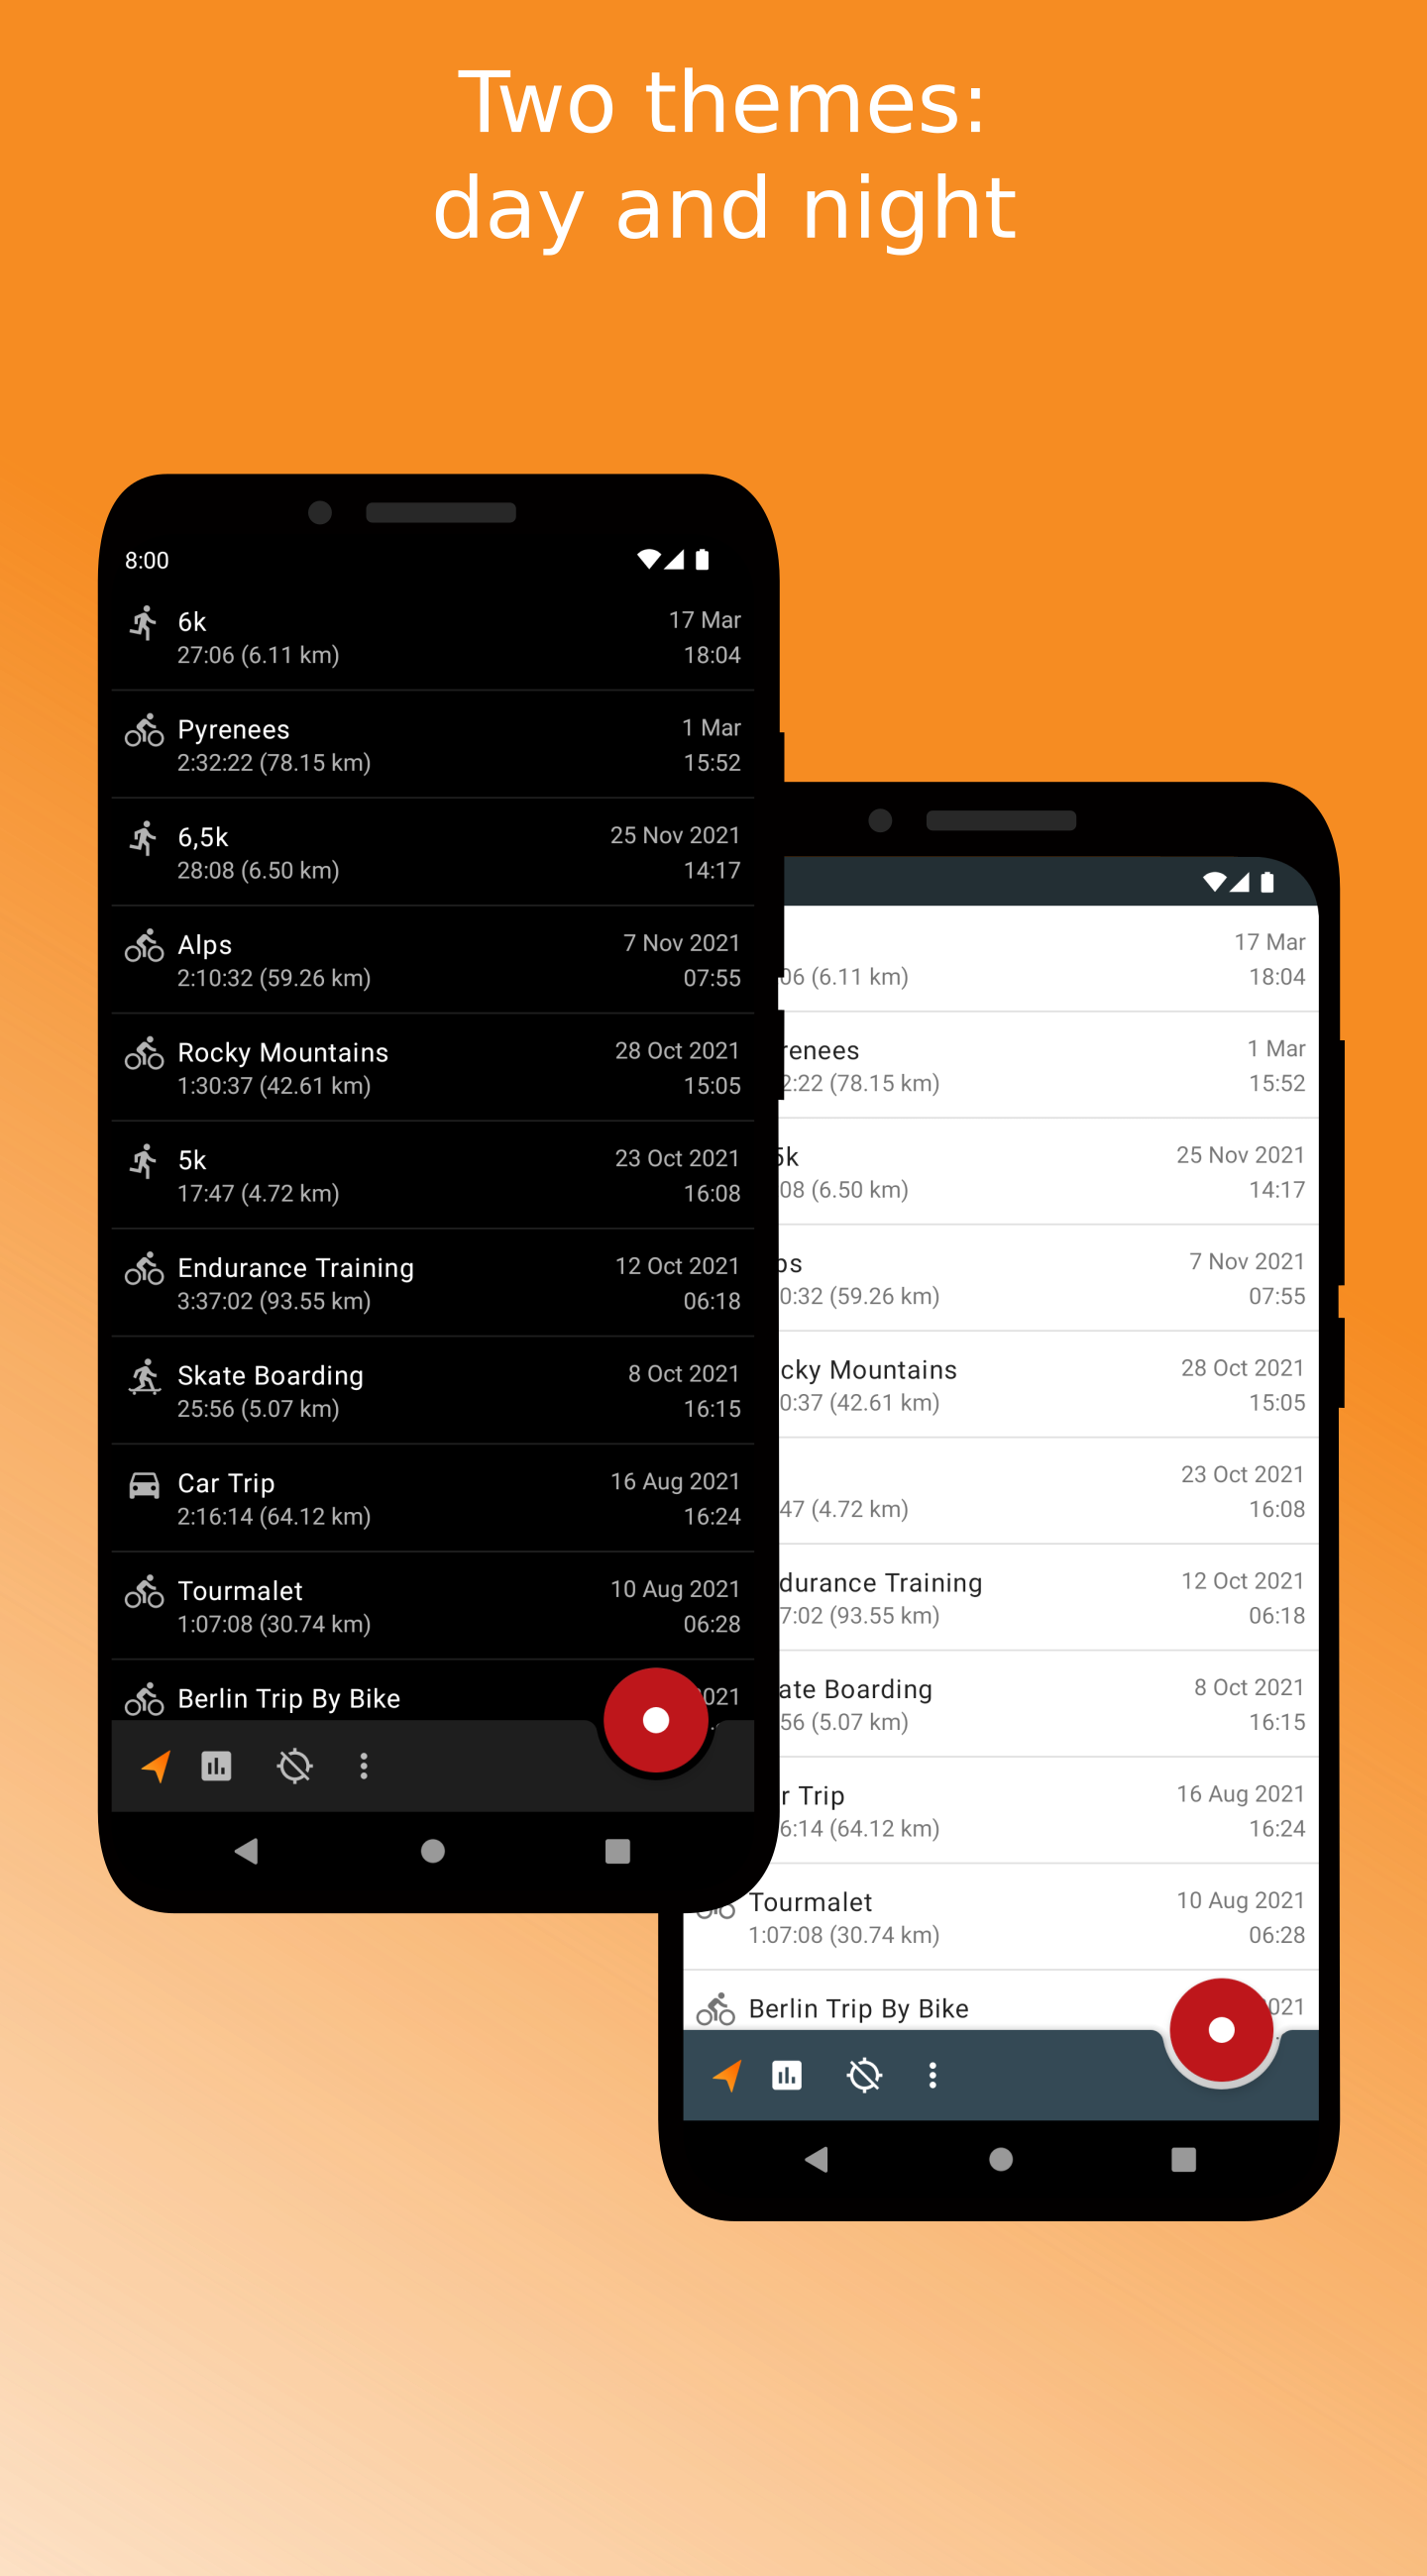 Two themes:
day and night
8:00
6k
17 Mar
27:06 (6.11 km)
18:04
Pyrenees
1 Mar
2:32:22 (78.15 km)
15:52
6,5k
25 Nov 2021
28:08 (6.50 km)
14:17
Alps
7 Nov 2021
2:10:32 (59.26 km)
07:55
Rocky Mountains
28 Oct 2021
1:30:37 (42.61 km)
15:05
5k
23 Oct 2021
17:47 (4.72 km)
16:08
Endurance Training
12 Oct 2021
3:37:02 (93.55 km)
06:18
Skate Boarding
8 Oct 2021
25:56 (5.07 km)
16:15
Car Trip
16 Aug 2021
2:16:14 (64.12 km)
16:24
Tourmalet
10 Aug 2021
1:07:08 (30.74 km)
06:28
Berlin Trip By Bike
021
17 Mar
06 (6.11 km)
18:04
renees
1 Mar
2:22 (78.15 km)
15:52
5k
25 Nov 2021
08 (6.50 km)
14:17
ps
7 Nov 2021
0:32 (59.26 km)
07:55
cky Mountains
28 Oct 2021
0:37 (42.61 km)
15:05
23 Oct 2021
47 (4.72 km)
16:08
durance Training
12 Oct 2021
7:02 (93.55 km)
06:18
ate Boarding
8 Oct 2021
56 (5.07 km)
16:15
r Trip
16 Aug 2021
6:14 (64.12 km)
16:24
Tourmalet
10 Aug 2021
1:07:08 (30.74 km)
06:28
Berlin Trip By Bike
021